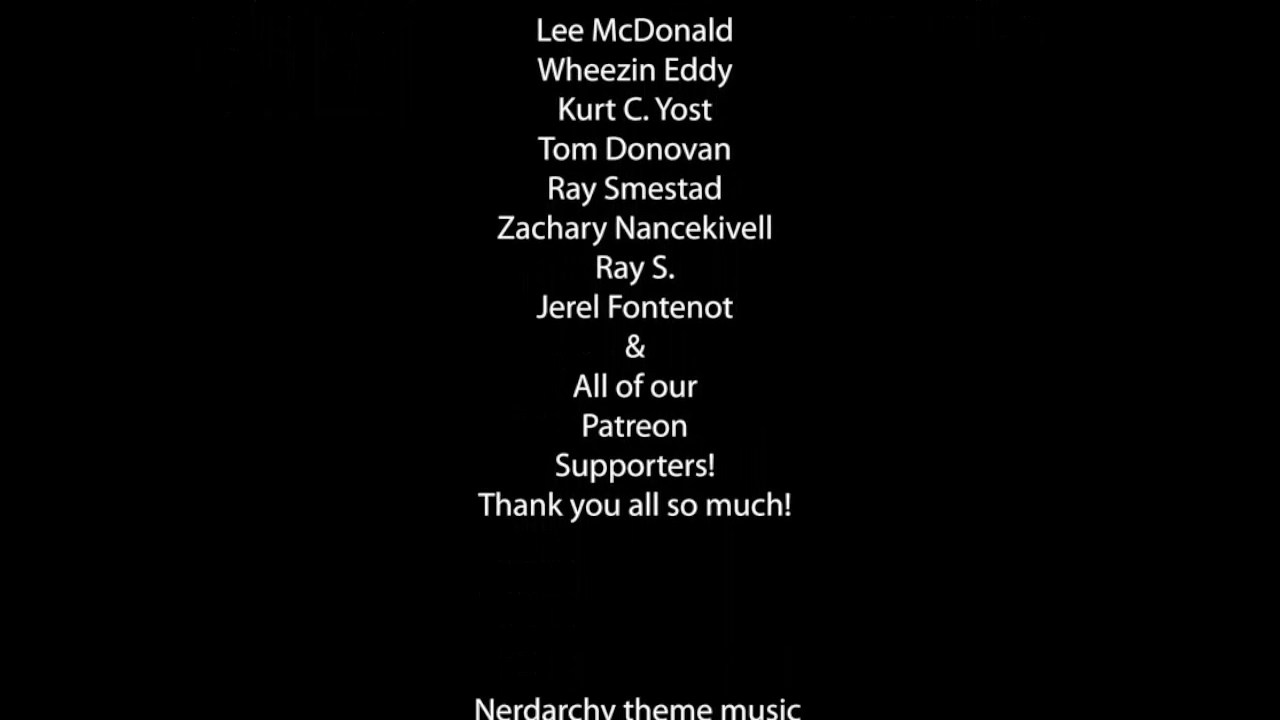 Lee McDonald
Wheezin Eddy
Kurt C. Yost
Tom Donovan
Ray Smestad
Zachary Nancekivell
Ray S.
Jerel Fontenot
&
All of our
Patreon
Supporters!
Thank you all so much!
Nerdarchy theme music